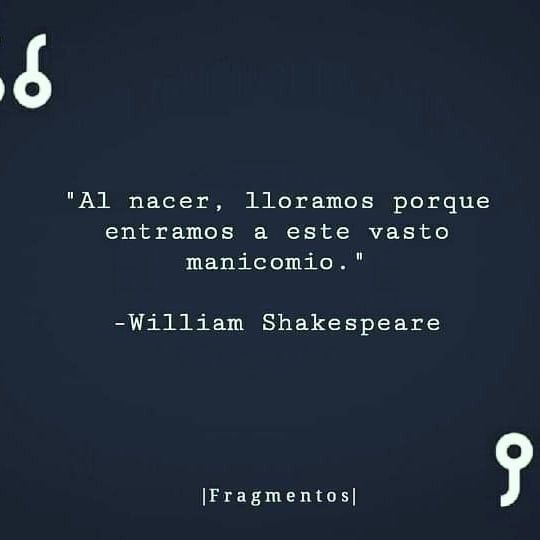 "Al nacer, lloramos porque
entramos a este vasto
manicomio."
-William Shakespeare
|Fragmentos|